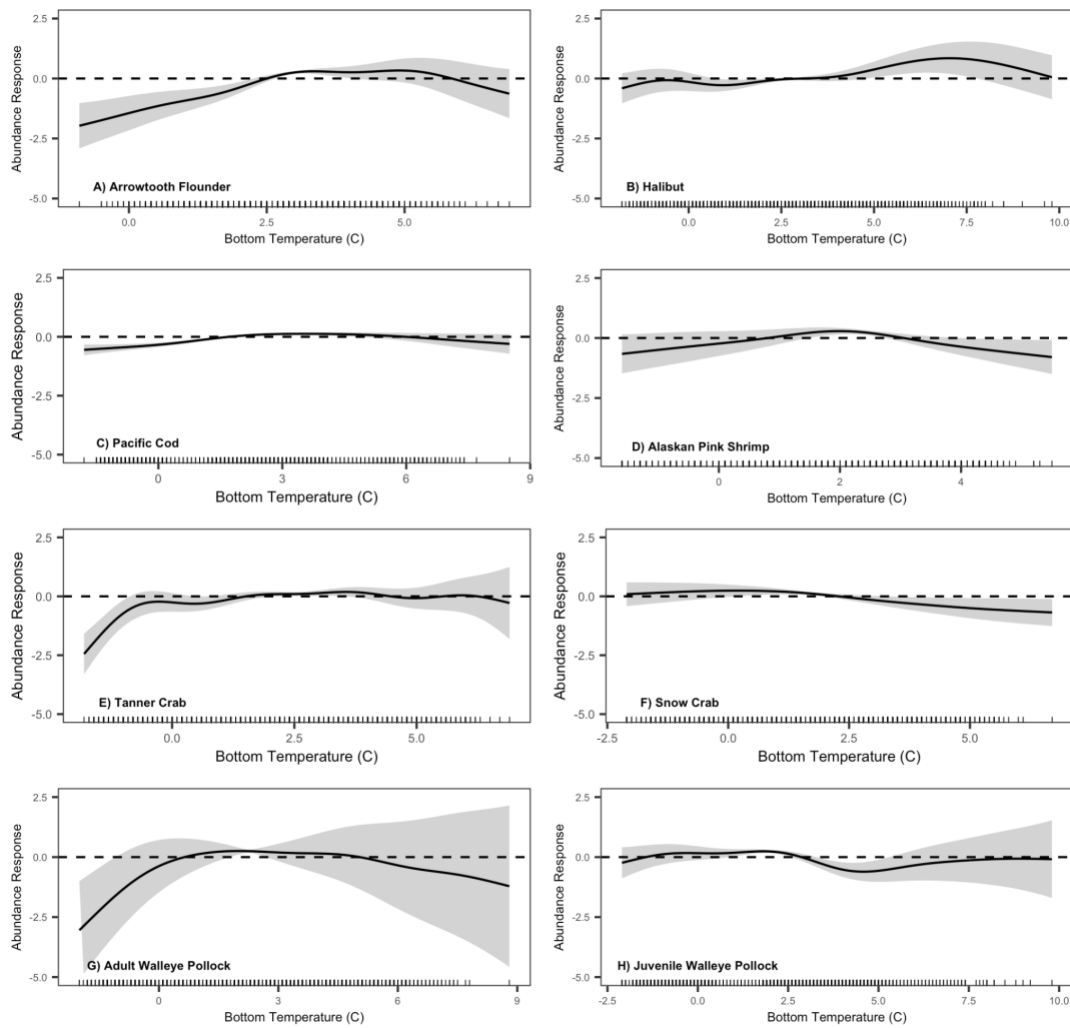 2.5
0.0
-2.5
-5.0
Abundance Response
A) Arrowtooth Flounder
0.0 2.5 5.0
Bottom Temperature (C)
2.5
0.0
-2.5
-5.0
Abundance Response
B) Halibut
0.0 2.5 5.0 7.5 10.0
Bottom Temperature (C)
2.5
0.0
-2.5
-5.0
Abundance Response
C) Pacific Cod
0 3 6 9
Bottom Temperature (C)
2.5
0.0
-2.5
-5.0
Abundance Response
D) Alaskan Pink Shrimp
0 2 4
Bottom Temperature (C)
2.5
0.0
-2.5
-5.0
Abundance Response
E) Tanner Crab
0.0 2.5 5.0
Bottom Temperature (C)
2.5
0.0
-2.5
-5.0
Abundance Response
F) Snow Crab
-2.5 0.0 2.5 5.0
Bottom Temperature (C)
2.5
0.0
-2.5
-5.0
Abundance Response
G) Adult Walleye Pollock
0 3 6 9
Bottom Temperature (C)
2.5
0.0
-2.5
-5.0
Abundance Response
H) Juvenile Walleye Pollock
-2.5 0.0 2.5 5.0 7.5 10.0
Bottom Temperature (C)